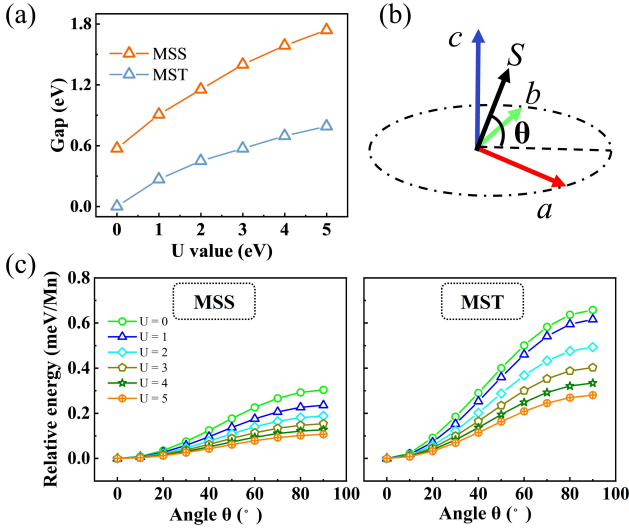 (a)
1.8
1.2
0.6
0.0
Gap (eV)
MSS
MST
0 1 2 3 4 5
U value (eV)
(b)
c
S
b
θ
a
(c)
0.8
0.6
0.4
0.2
0.0
Relative energy (meV/Mn)
MSS
U = 0
U = 1
U = 2
U = 3
U = 4
U = 5
0 20 40 60 80 100
Angle θ (°)
MST
0 20 40 60 80 100
Angle θ (°)